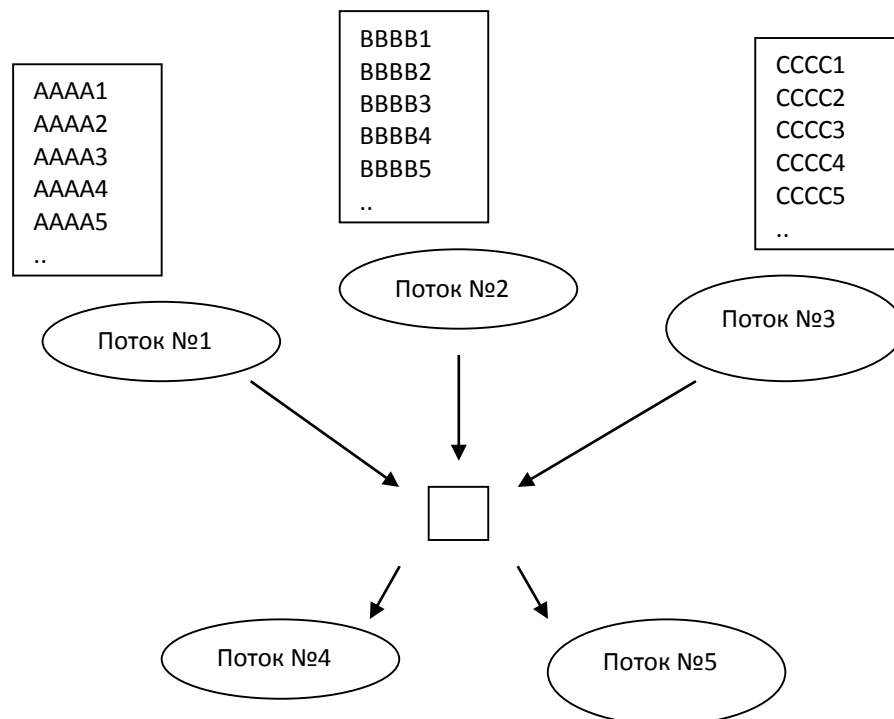 AAAA1
AAAA2
AAAA3
AAAA4
AAAA5
..
BBBB1
BBBB2
BBBB3
BBBB4
BBBB5
..
CCCC1
CCCC2
CCCC3
CCCC4
CCCC5
..
Поток №1
Поток №2
Поток №3
Поток №4
Поток №5